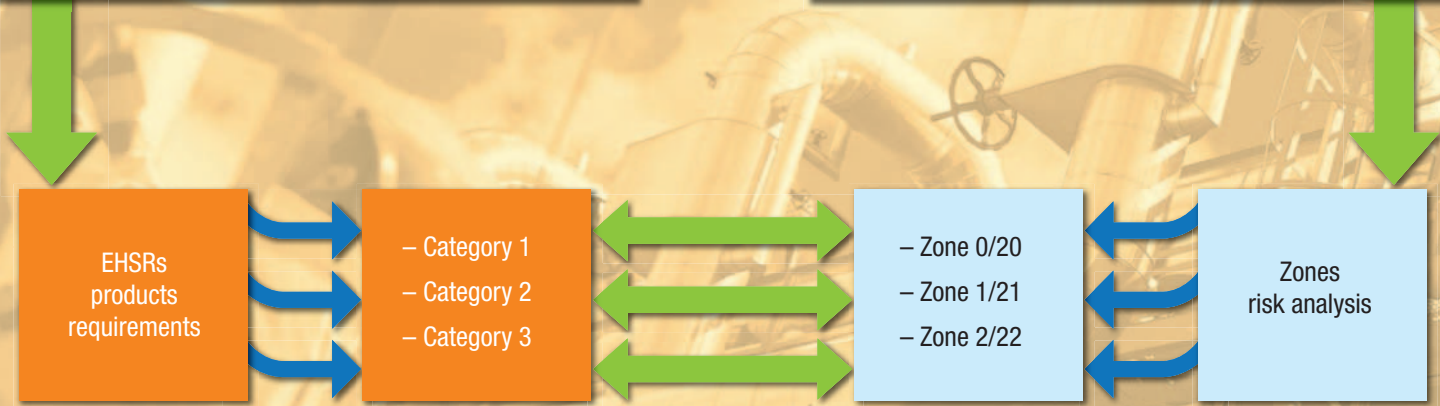 EHSRs
products
requirements
– Category 1
– Category 2
– Category 3
– Zone 0/20
– Zone 1/21
– Zone 2/22
Zones
risk analysis